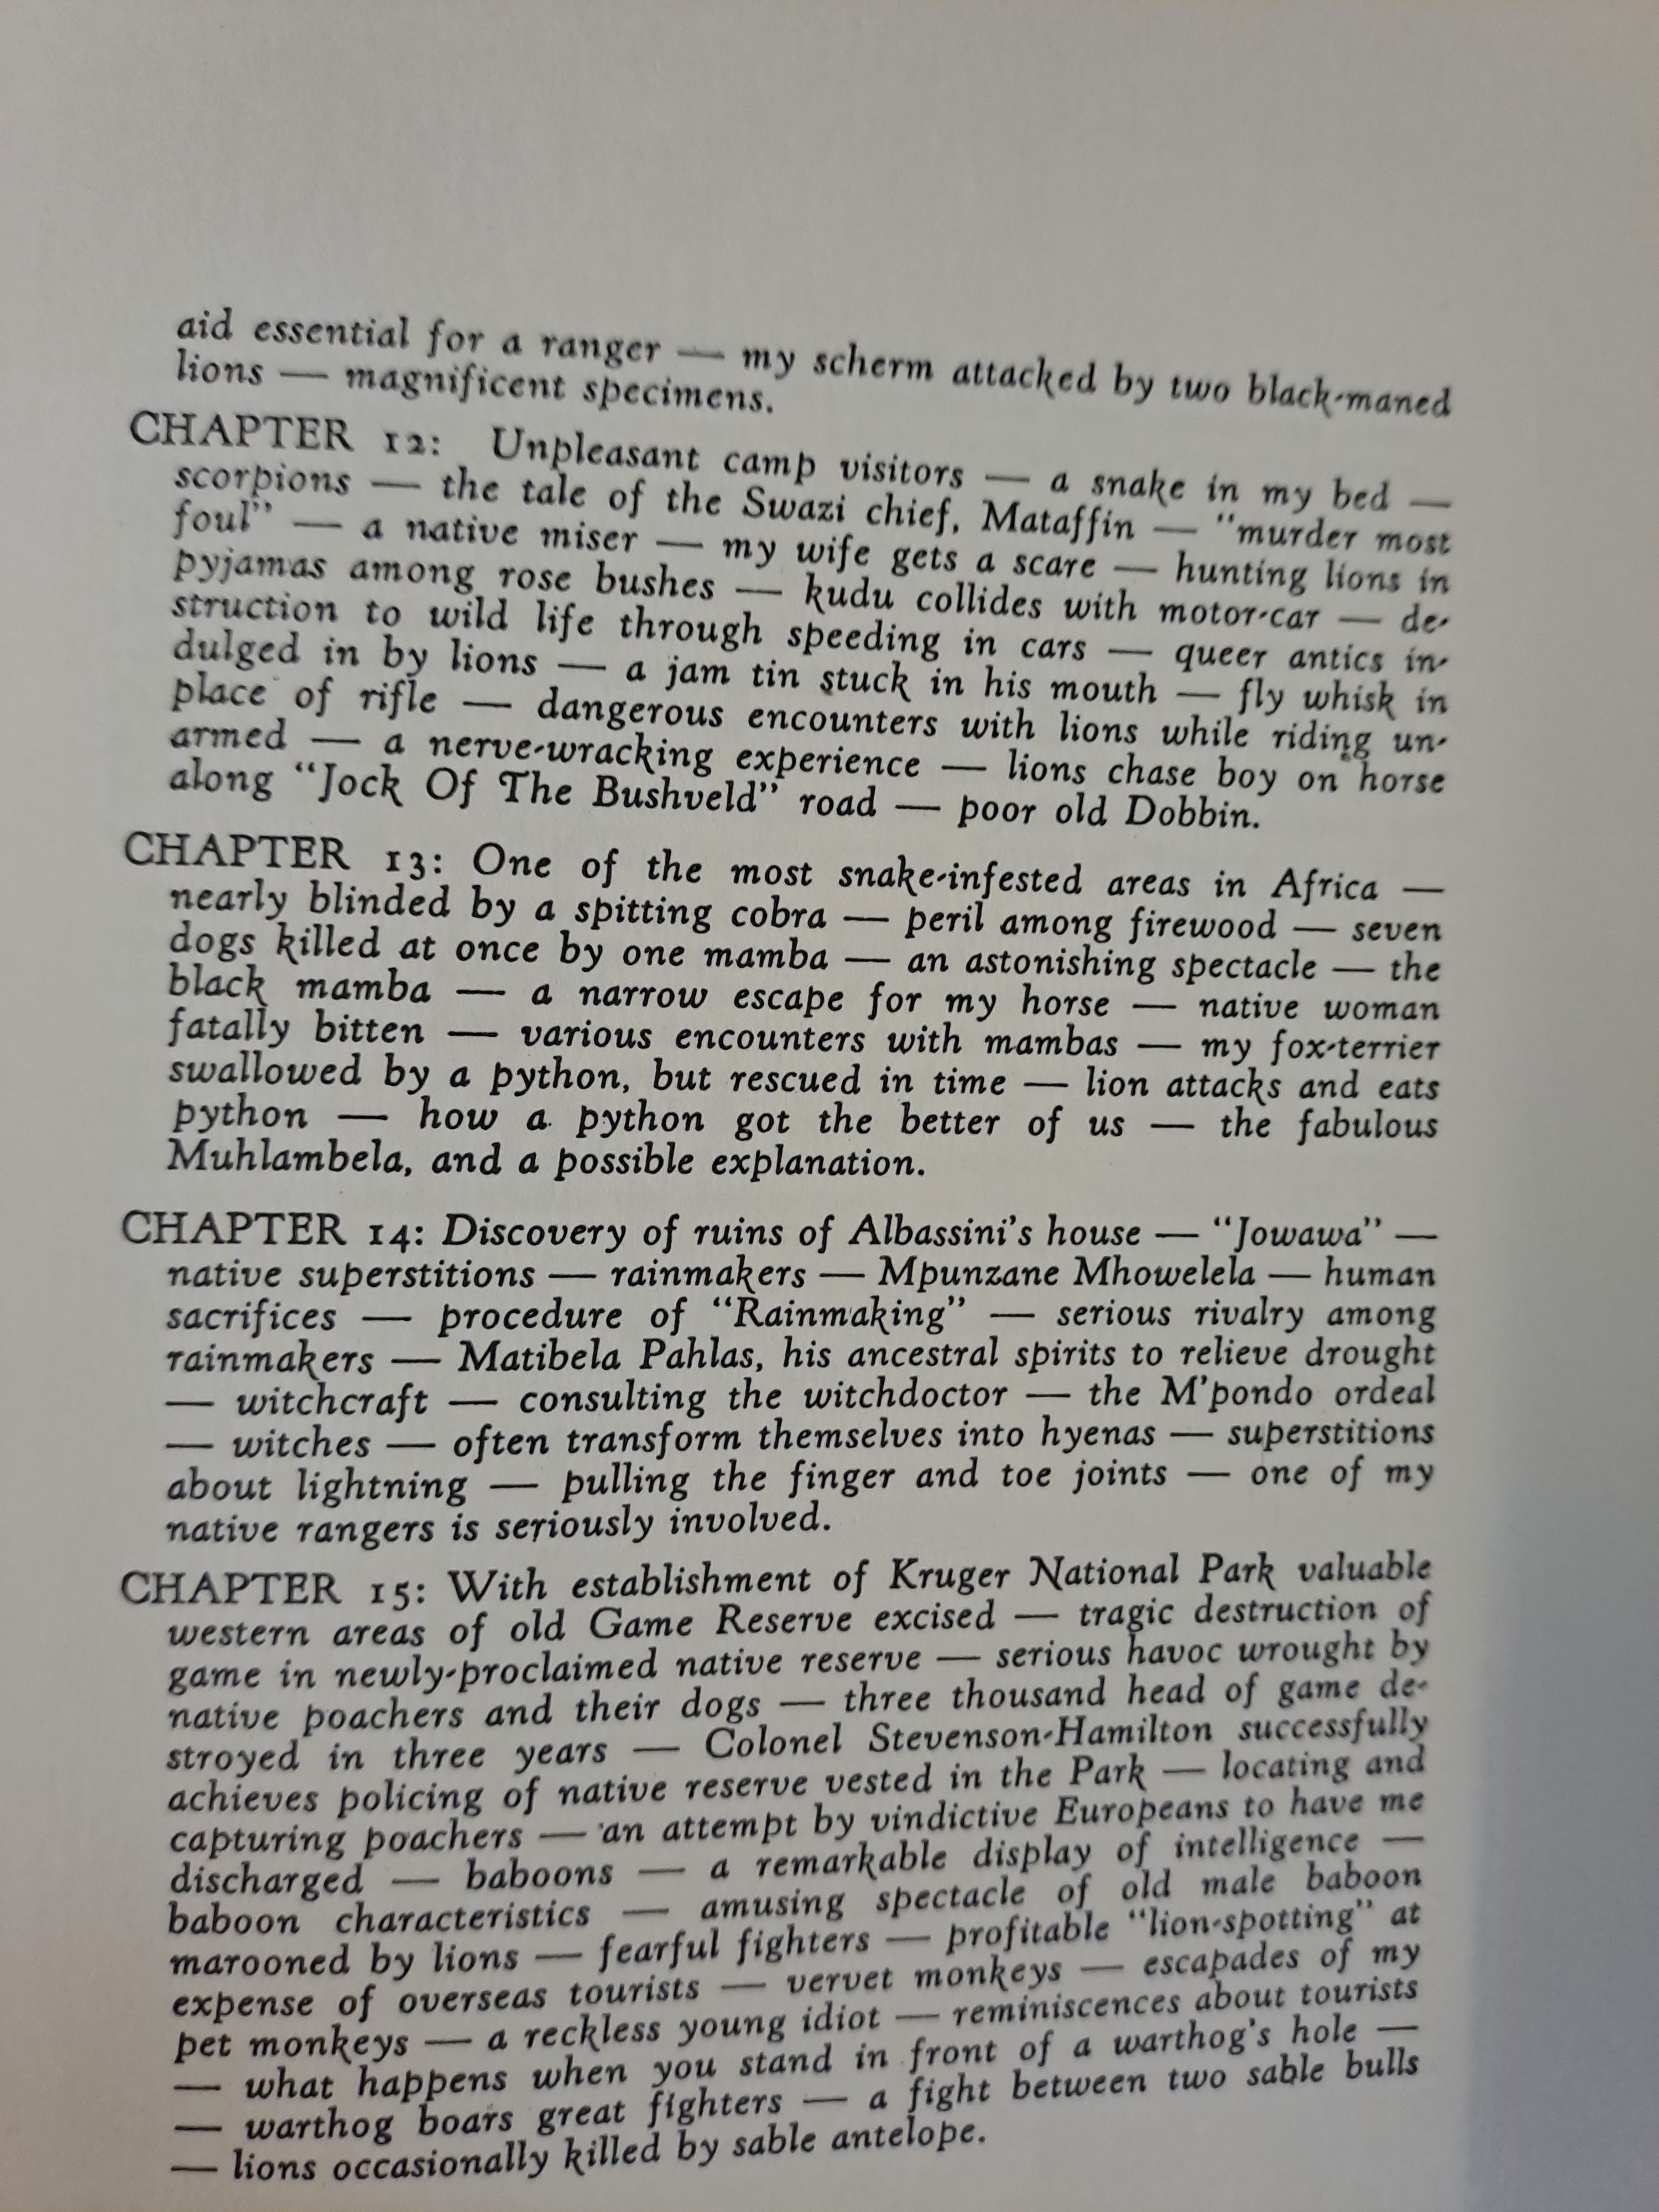 aid essential for a ranger — my scherm attacked by two black-maned
lions — magnificent specimens.
CHAPTER 12: Unpleasant camp visitors — a snake in my bed —
scorpions — the tale of the Swazi chief, Mataffin — "murder most
foul" — a native miser — my wife gets a scare — hunting lions in
pyjamas among rose bushes — kudu collides with motor-car — de-
struction to wild life through speeding in cars — queer antics in-
dulged in by lions — a jam tin stuck in his mouth — fly whisk in
place of rifle — dangerous encounters with lions while riding un-
armed — a nerve-wracking experience — lions chase boy on horse
along "Jock Of The Bushveld" road — poor old Dobbin.
CHAPTER 13: One of the most snake-infested areas in Africa —
nearly blinded by a spitting cobra — peril among firewood — seven
dogs killed at once by one mamba — an astonishing spectacle — the
black mamba — a narrow escape for my horse — native woman
fatally bitten — various encounters with mambas — my fox-terrier
swallowed by a python, but rescued in time — lion attacks and eats
python — how a python got the better of us — the fabulous
Muhlambela, and a possible explanation.
CHAPTER 14: Discovery of ruins of Albassini's house — "Jowawa" —
native superstitions — rainmakers — Mpunzane Mhowelela — human
sacrifices — procedure of "Rainmaking" — serious rivalry among
rainmakers — Matibela Pahlas, his ancestral spirits to relieve drought
— witchcraft — consulting the witchdoctor — the M'pondo ordeal
— witches — often transform themselves into hyenas — superstitions
about lightning — pulling the finger and toe joints — one of my
native rangers is seriously involved.
CHAPTER 15: With establishment of Kruger National Park valuable
western areas of old Game Reserve excised — tragic destruction of
game in newly-proclaimed native reserve — serious havoc wrought by
native poachers and their dogs — three thousand head of game de-
stroyed in three years — Colonel Stevenson-Hamilton successfully
achieves policing of native reserve vested in the Park — locating and
capturing poachers — an attempt by vindictive Europeans to have me
discharged — baboons — a remarkable display of intelligence —
baboon characteristics — amusing spectacle of old male baboon
marooned by lions — fearful fighters — profitable "lion-spotting" at
expense of overseas tourists — vervet monkeys — escapades of my
pet monkeys — a reckless young idiot — reminiscences about tourists
— what happens when you stand in front of a warthog's hole —
— warthog boars great fighters — a fight between two sable bulls
— lions occasionally killed by sable antelope.